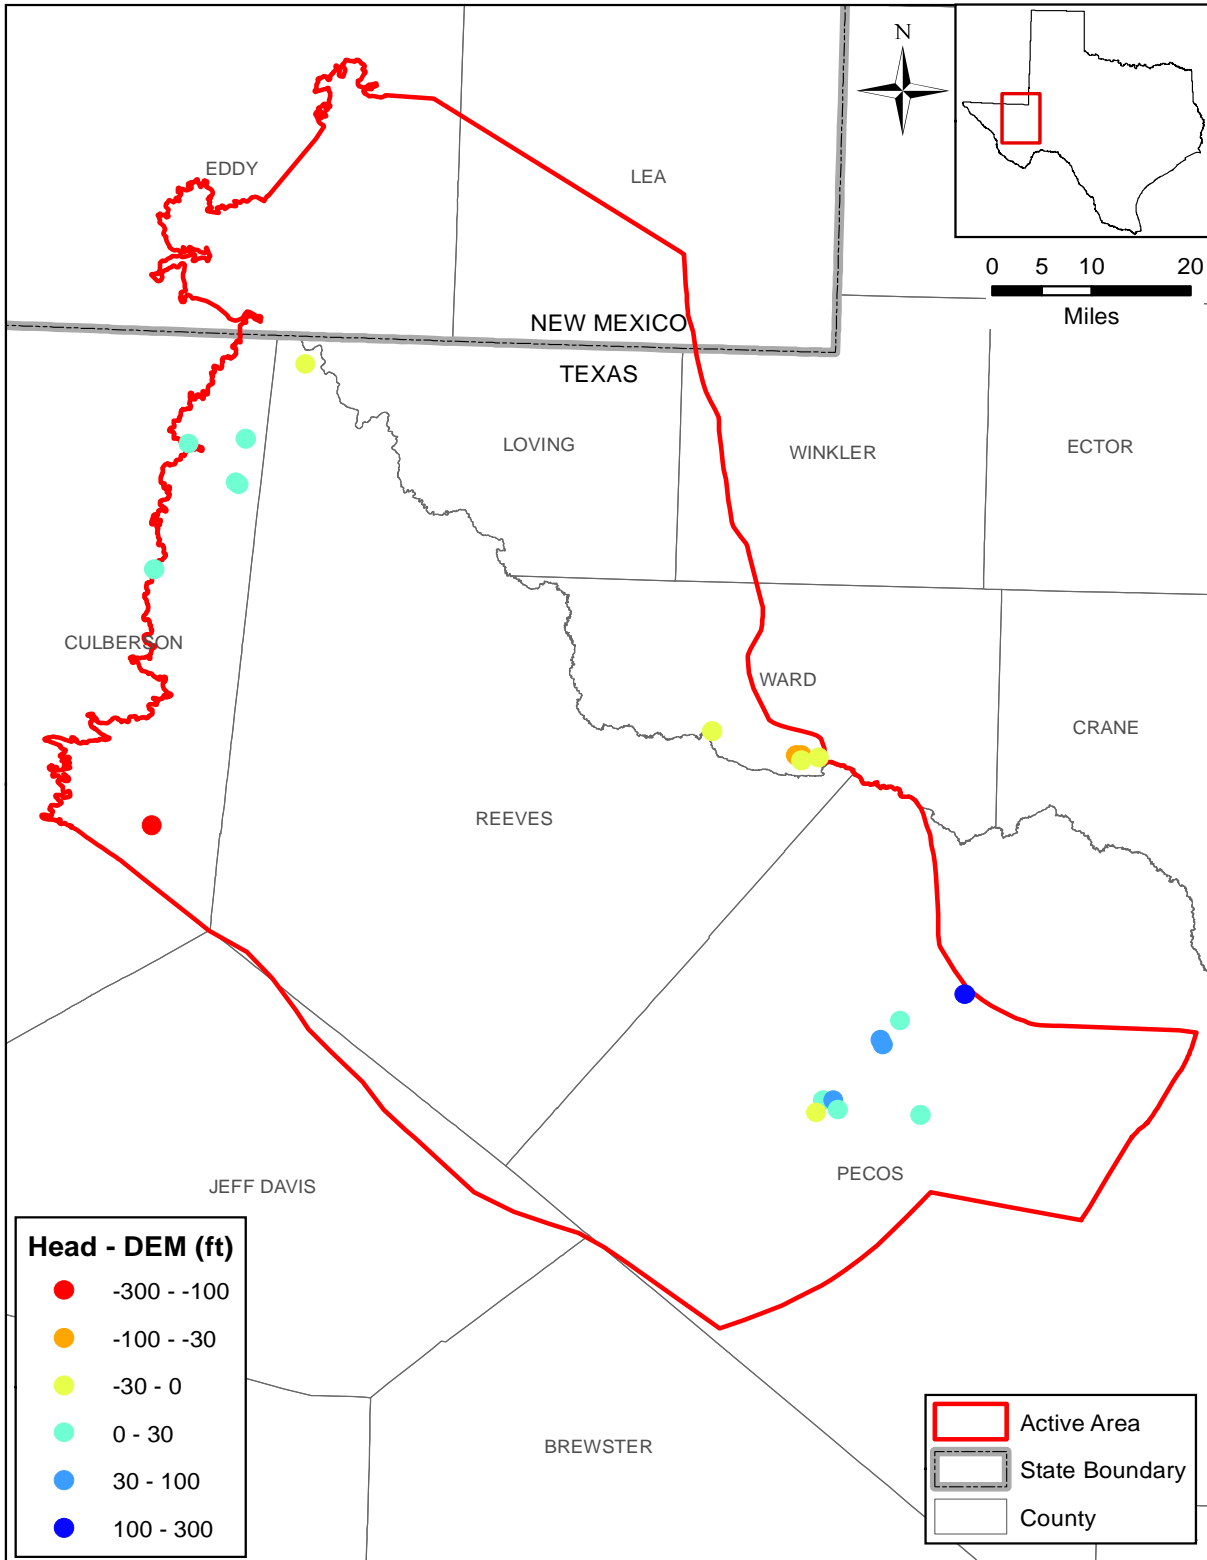 N
EDDY
LEA
0 5 10 20
Miles
NEW MEXICO
TEXAS
LOVING
WINKLER
ECTOR
CULBERSON
WARD
CRANE
REEVES
PECOS
JEFF DAVIS
BREWSTER
Head - DEM (ft)
-300 - -100
-100 - -30
-30 - 0
0 - 30
30 - 100
100 - 300
Active Area
State Boundary
County